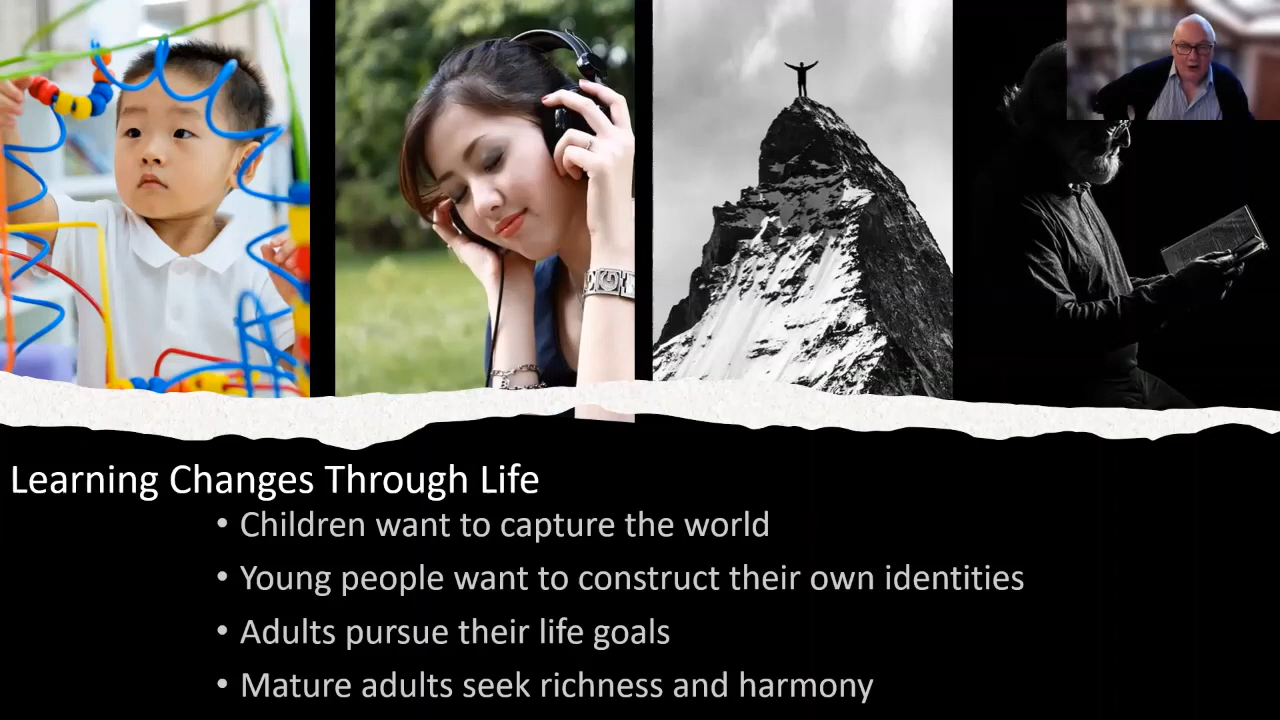 Learning Changes Through Life
• Children want to capture the world
• Young people want to construct their own identities
• Adults pursue their life goals
• Mature adults seek richness and harmony